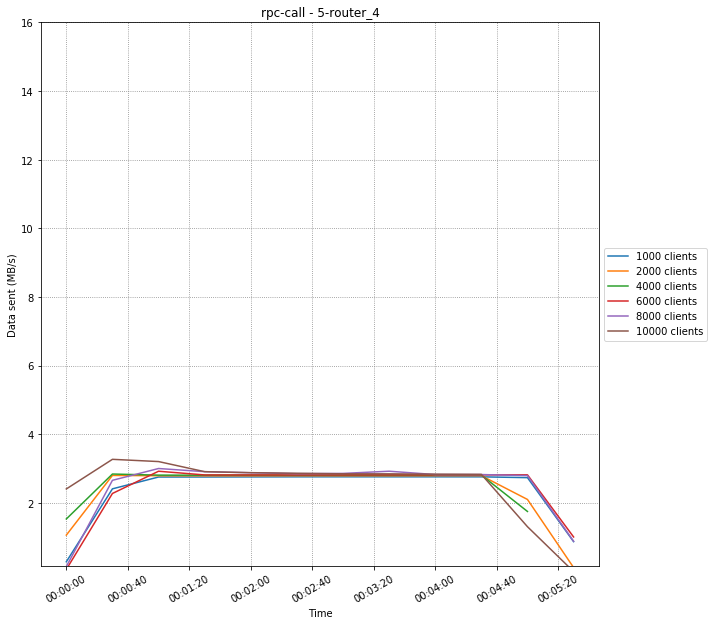 rpc-call - 5-router_4
16
14
12
10
8
6
4
2
Data sent (MB/s)
00:00:00
00:00:40
00:01:20
00:02:00
00:02:40
00:03:20
00:04:00
00:04:40
00:05:20
Time
1000 clients
2000 clients
4000 clients
6000 clients
8000 clients
10000 clients